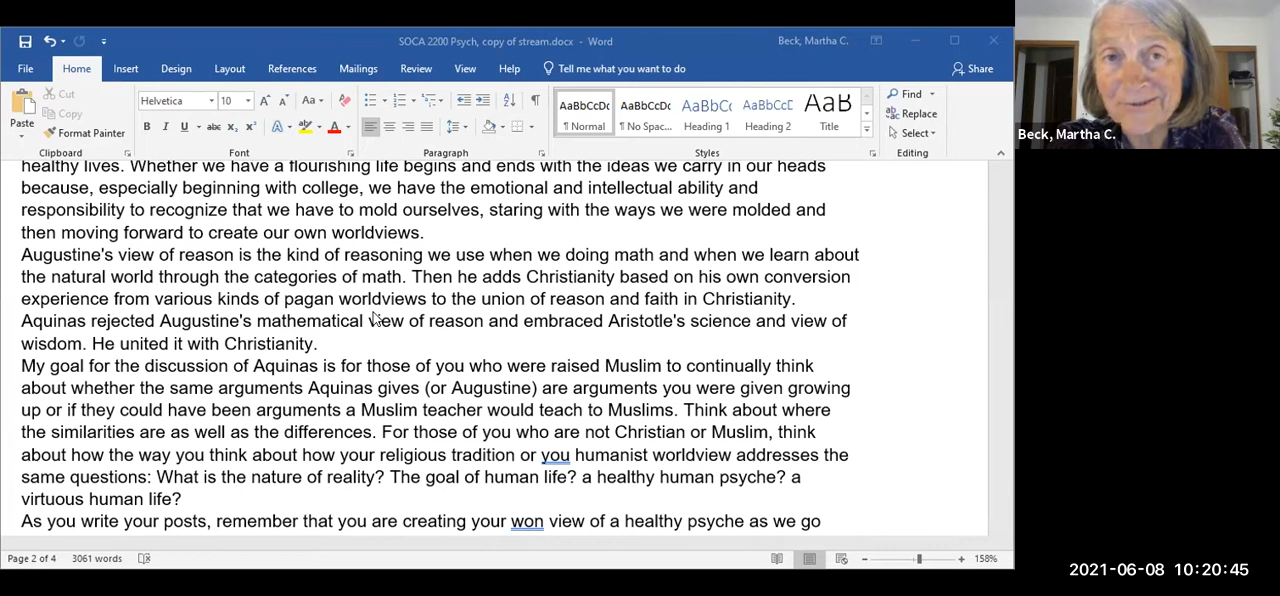 SOCA 2200 Psych, copy of stream.docx - Word
Beck, Martha C.
File Home Insert Design Layout References Mailings Review View Help Tell me what you want to do Share
Cut
Copy
Paste
Format Painter
Helvetica 10
AaBbCcDc AaBbCcDc AaBbCc AaBbCcD AaB
¶ Normal ¶ No Spac... Heading 1 Heading 2 Title
Find
Replace
Select
Clipboard Font Paragraph Styles Editing
Beck, Martha C.
healthy lives. Whether we have a flourishing life begins and ends with the ideas we carry in our heads
because, especially beginning with college, we have the emotional and intellectual ability and
responsibility to recognize that we have to mold ourselves, staring with the ways we were molded and
then moving forward to create our own worldviews.
Augustine's view of reason is the kind of reasoning we use when we doing math and when we learn about
the natural world through the categories of math. Then he adds Christianity based on his own conversion
experience from various kinds of pagan worldviews to the union of reason and faith in Christianity.
Aquinas rejected Augustine's mathematical view of reason and embraced Aristotle's science and view of
wisdom. He united it with Christianity.
My goal for the discussion of Aquinas is for those of you who were raised Muslim to continually think
about whether the same arguments Aquinas gives (or Augustine) are arguments you were given growing
up or if they could have been arguments a Muslim teacher would teach to Muslims. Think about where
the similarities are as well as the differences. For those of you who are not Christian or Muslim, think
about how the way you think about how your religious tradition or you humanist worldview addresses the
same questions: What is the nature of reality? The goal of human life? a healthy human psyche? a
virtuous human life?
As you write your posts, remember that you are creating your won view of a healthy psyche as we go
Page 2 of 4 3061 words 158%
2021-06-08 10:20:45